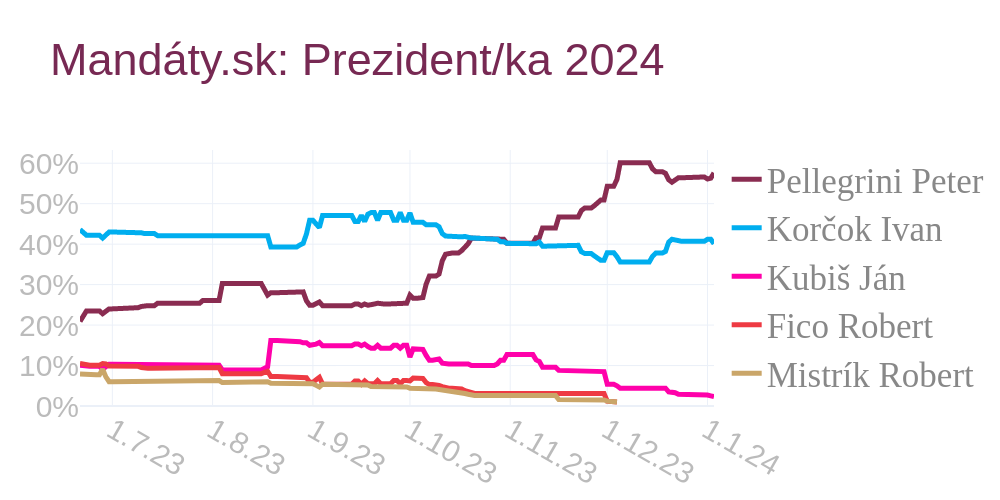 Mandáty.sk: Prezident/ka 2024
60%
50%
40%
30%
20%
10%
0%
1.7.23
1.8.23
1.9.23
1.10.23
1.11.23
1.12.23
1.1.24
Pellegrini Peter
Korčok Ivan
Kubiš Ján
Fico Robert
Mistrík Robert